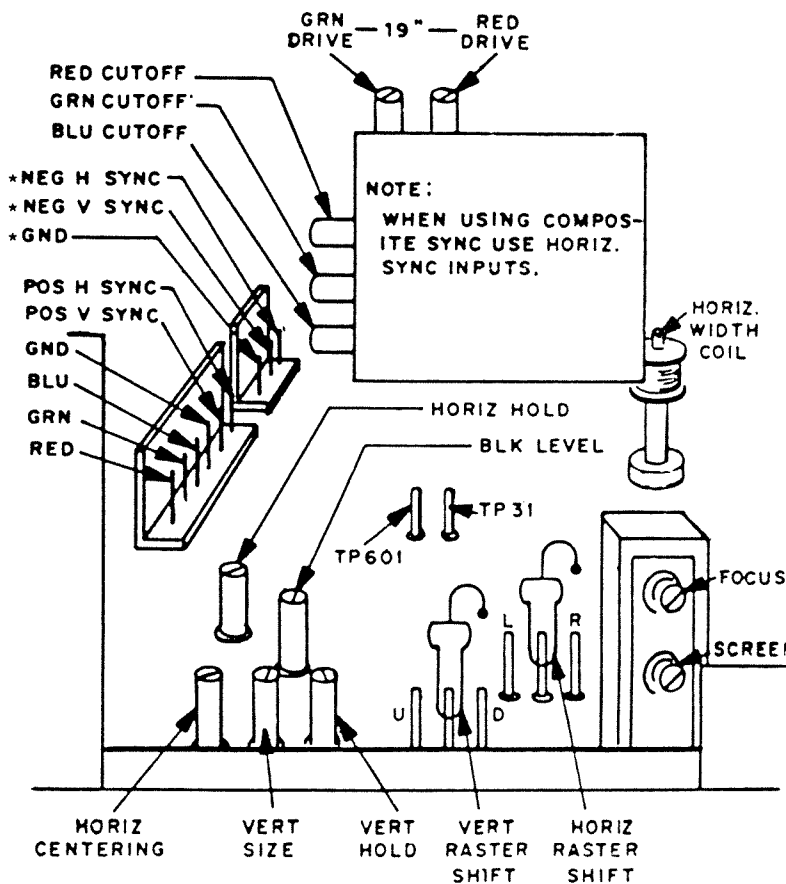 GRN DRIVE
19"
RED DRIVE
RED CUTOFF
GRN CUTOFF
BLU CUTOFF
*NEG H SYNC
*NEG V SYNC
*GND
POS H SYNC
POS V SYNC
GND
BLU
GRN
RED
NOTE:
WHEN USING COMPOS-
ITE SYNC USE HORIZ.
SYNC INPUTS.
HORIZ.
WIDTH
COIL
HORIZ HOLD
BLK LEVEL
TP601
TP31
L
R
U
D
FOCUS
SCREEN
HORIZ
CENTERING
VERT
SIZE
VERT
HOLD
VERT
RASTER
SHIFT
HORIZ
RASTER
SHIFT